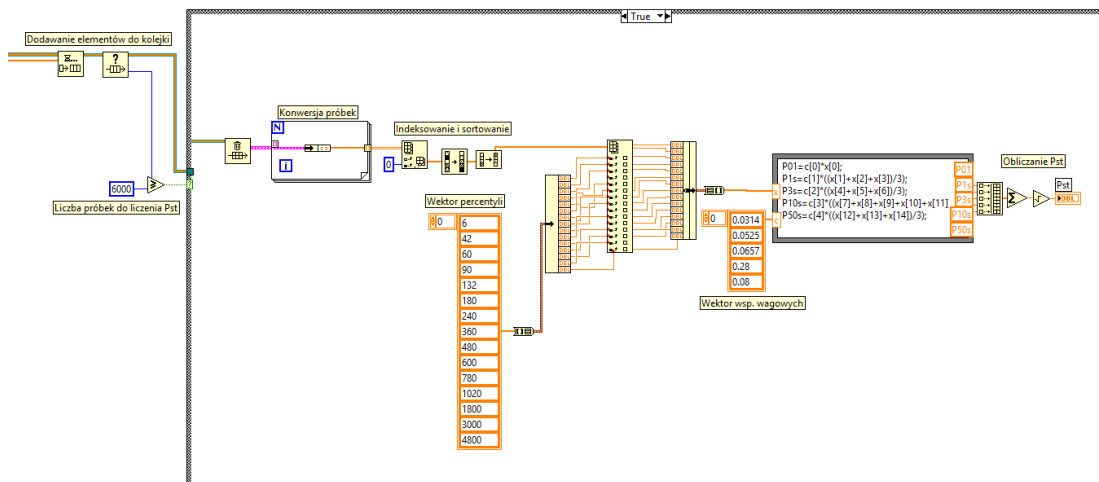 True
Dodawanie elementów do kolejki
Σ...
?
Konwersja próbek
N
i
Indeksowanie i sortowanie
0
6000
Liczba próbek do liczenia Pst
Wektor percentyli
0
6
42
60
90
132
180
240
360
480
600
780
1020
1800
3000
4800
P01=c[0]*x[0];
P1s=c[1]*((x[1]+x[2]+x[3])/3);
P3s=c[2]*((x[4]+x[5]+x[6])/3);
P10s=c[3]*((x[7]+x[8]+x[9]+x[10]+x[11]
P50s=c[4]*((x[12]+x[13]+x[14])/3);
x
c
P01
P1s
P3s
P10s
P50s
0
0.0314
0.0525
0.0657
0.28
0.08
Wektor wsp. wagowych
Obliczanie Pst
Σ
Pst
DBL